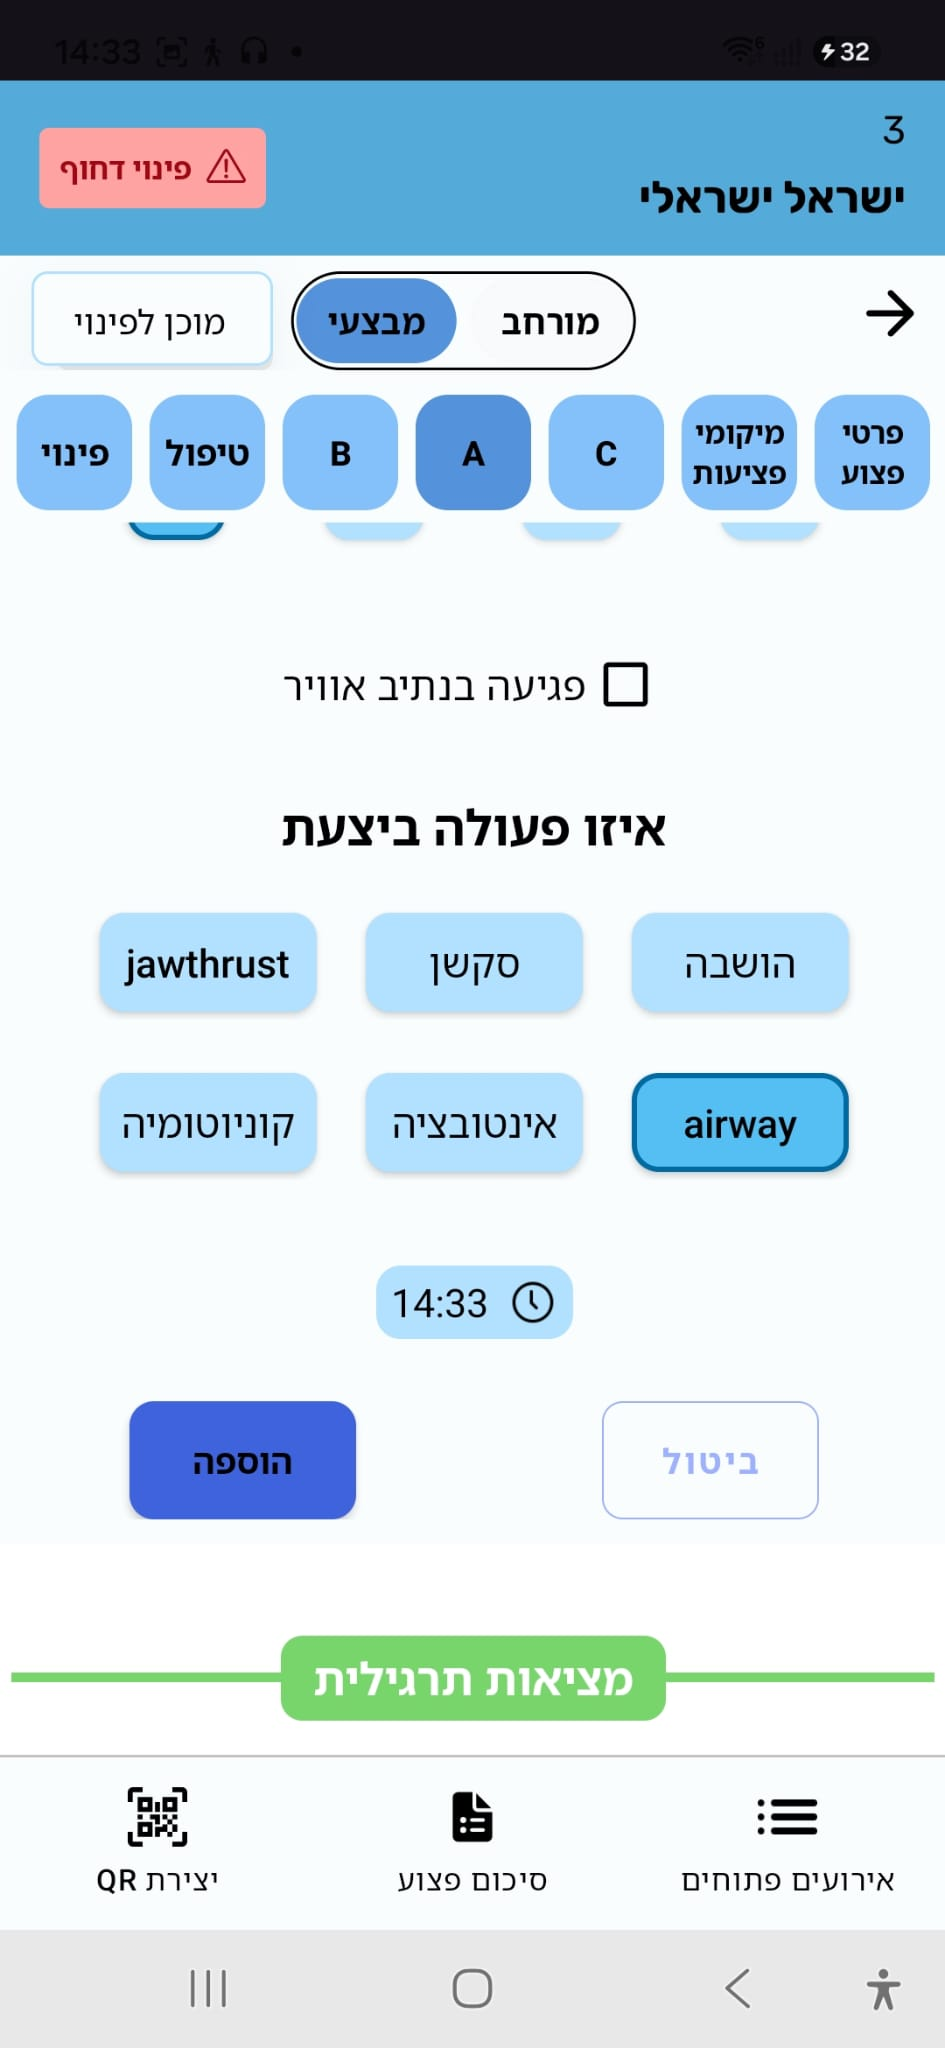 14:33
6
32
3
ישראל ישראלי
פינוי דחוף
מורחב
מבצעי
מוכן לפינוי
פרטי פצוע
מיקומי פציעות
C
A
B
טיפול
פינוי
פגיעה בנתיב אוויר
איזו פעולה ביצעת
הושבה
סקשן
jawthrust
airway
אינטובציה
קוניוטומיה
14:33
ביטול
הוספה
מציאות תרגילית
אירועים פתוחים
סיכום פצוע
יצירת QR